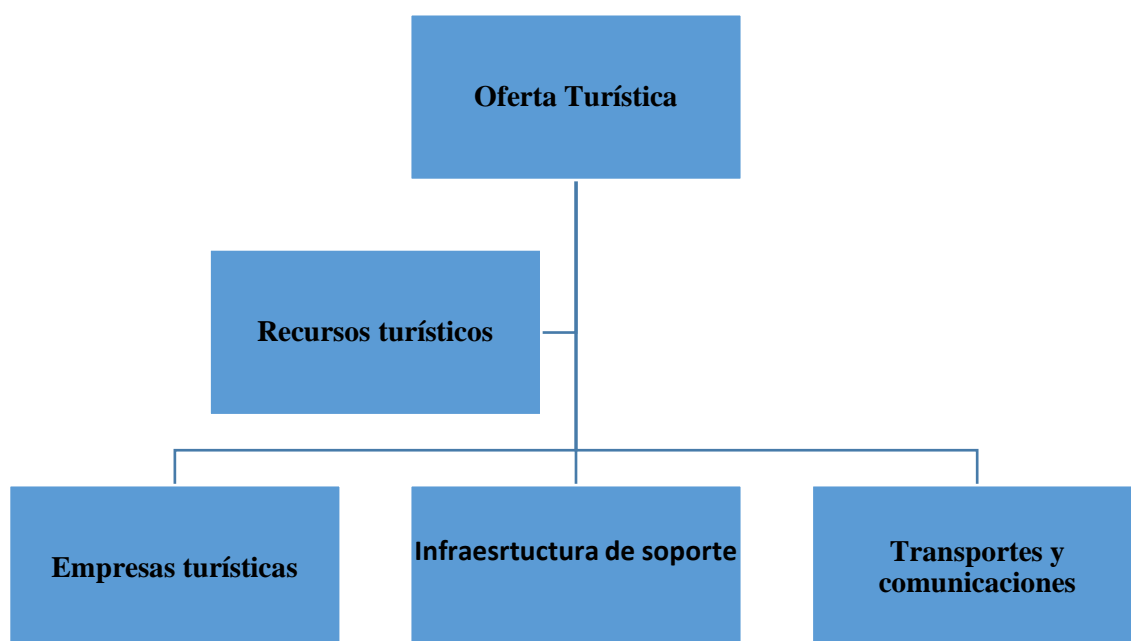 Oferta Turística
Recursos turísticos
Empresas turísticas
Infraesrtuctura de soporte
Transportes y
comunicaciones